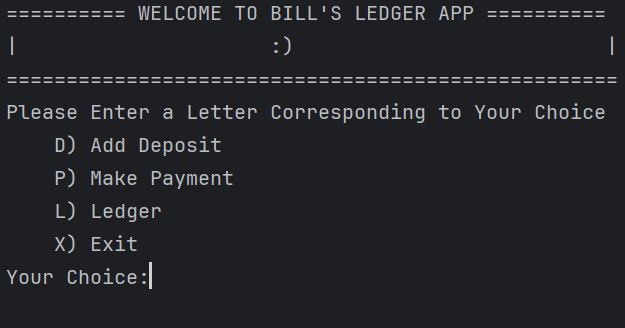 ========== WELCOME TO BILL'S LEDGER APP ==========
|                     :)                          |
===================================================
Please Enter a Letter Corresponding to Your Choice
    D) Add Deposit
    P) Make Payment
    L) Ledger
    X) Exit
Your Choice: